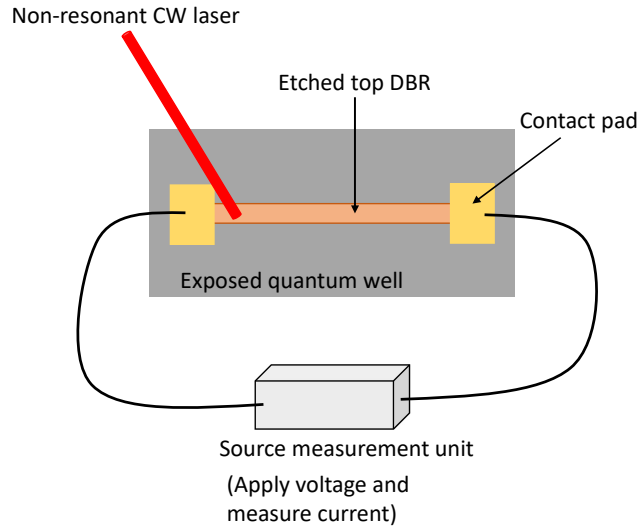 Non-resonant CW laser
Etched top DBR
Contact pad
Exposed quantum well
Source measurement unit
(Apply voltage and
measure current)